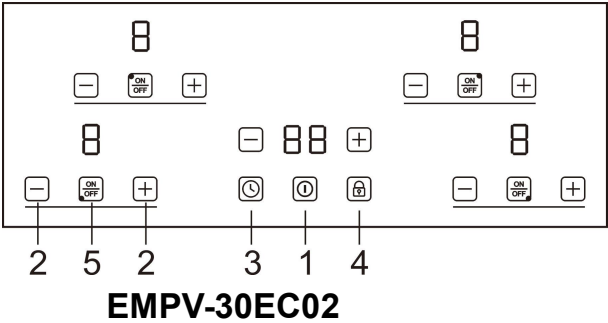 8 8
− ON OFF + − ON OFF +
8 − 88 + 8
− ON OFF + − ON OFF +
2 5 2 3 1 4
EMPV-30EC02